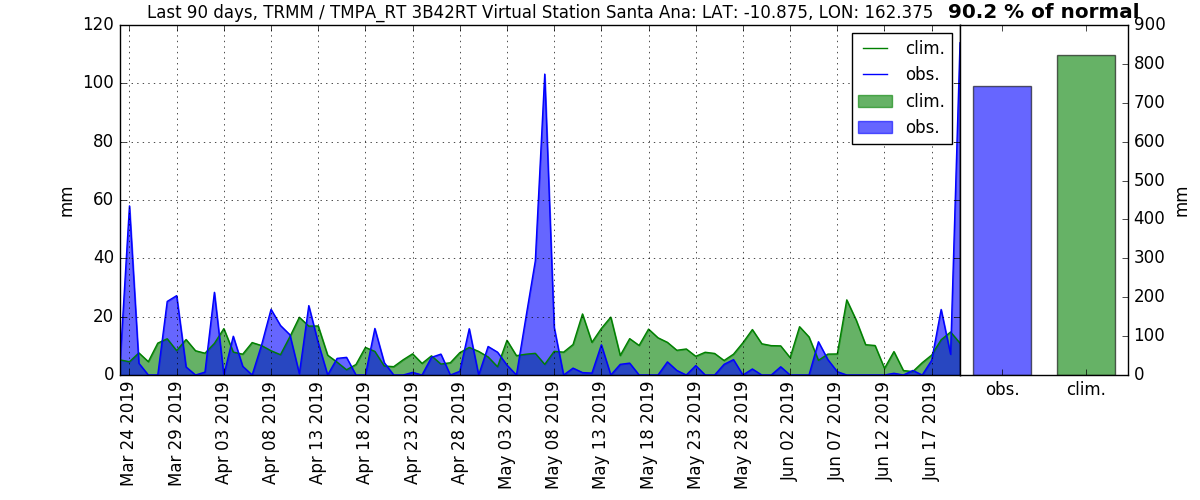 Last 90 days, TRMM / TMPA_RT 3B42RT Virtual Station Santa Ana: LAT: -10.875, LON: 162.375
90.2 % of normal
120
100
80
60
40
20
0
mm
clim.
obs.
clim.
obs.
900
800
700
600
500
400
300
200
100
0
mm
Mar 24 2019
Mar 29 2019
Apr 03 2019
Apr 08 2019
Apr 13 2019
Apr 18 2019
Apr 23 2019
Apr 28 2019
May 03 2019
May 08 2019
May 13 2019
May 18 2019
May 23 2019
May 28 2019
Jun 02 2019
Jun 07 2019
Jun 12 2019
Jun 17 2019
obs.
clim.